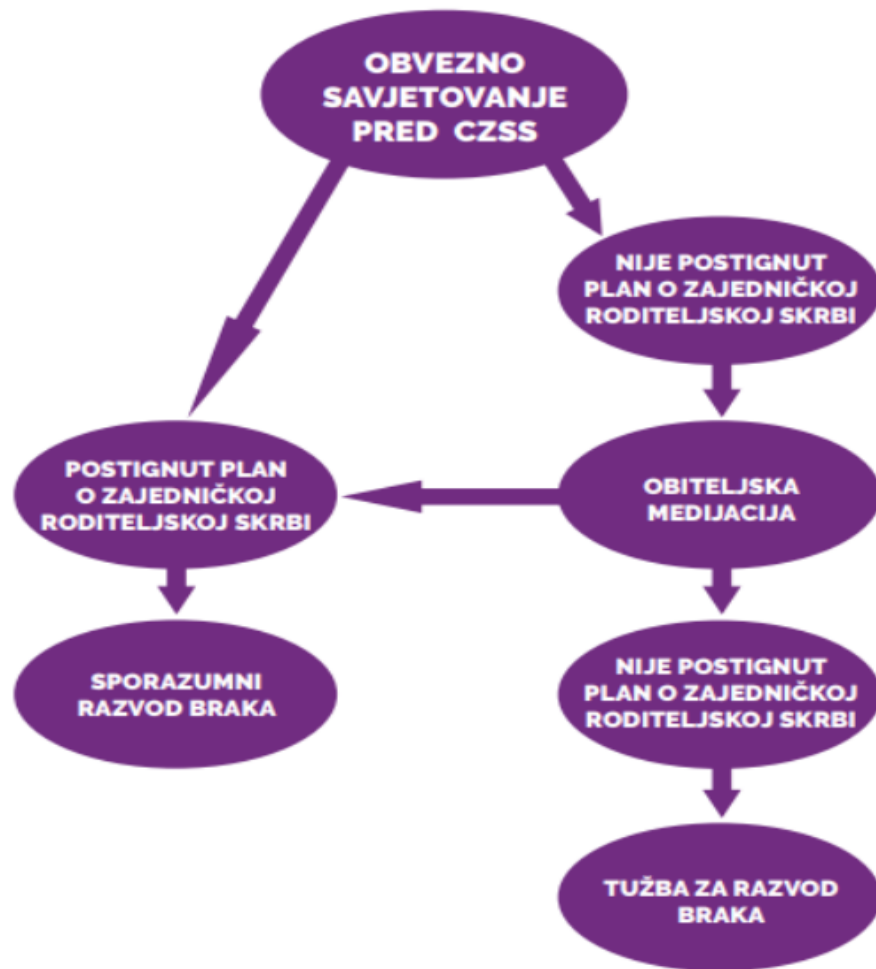 OBVEZNO
SAVJETOVANJE
PRED CZSS
NIJE POSTIGNUT
PLAN O ZAJEDNIČKOJ
RODITELJSKOJ SKRBI
POSTIGNUT PLAN
O ZAJEDNIČKOJ
RODITELJSKOJ SKRBI
OBITELJSKA
MEDIJACIJA
SPORAZUMNI
RAZVOD BRAKA
NIJE POSTIGNUT
PLAN O ZAJEDNIČKOJ
RODITELJSKOJ SKRBI
TUŽBA ZA RAZVOD
BRAKA